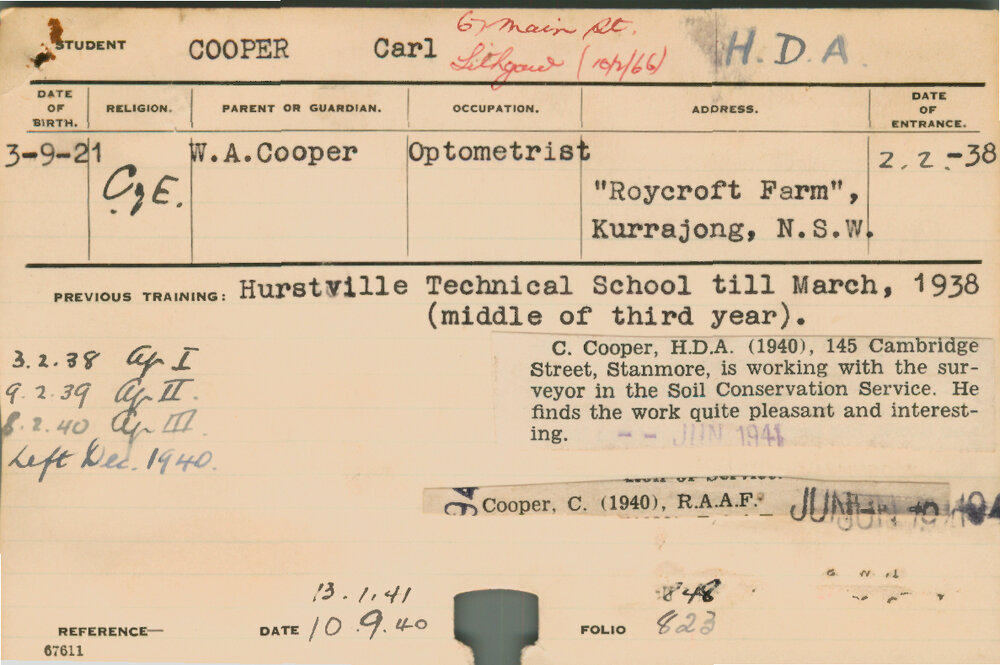 STUDENT COOPER Carl 67 Main St. H.D.A.
Lithgow (10/2/66)
DATE OF BIRTH. RELIGION. PARENT OR GUARDIAN. OCCUPATION. ADDRESS. DATE OF ENTRANCE.
3-9-21 W.A.Cooper Optometrist 2.2.-38
C of E. "Roycroft Farm",
Kurrajong, N.S.W.
PREVIOUS TRAINING: Hurstville Technical School till March, 1938
(middle of third year).
3.2.38 Ag I
9.2.39 Ag II.
8.2.40 Ag III.
Left Dec. 1940.
C. Cooper, H.D.A. (1940), 145 Cambridge
Street, Stanmore, is working with the sur-
veyor in the Soil Conservation Service. He
finds the work quite pleasant and interest-
ing. -- JUN 1941
Cooper, C. (1940), R.A.A.F. JUN
13.1.41 848
REFERENCE— DATE 10.9.40 FOLIO 823
67611